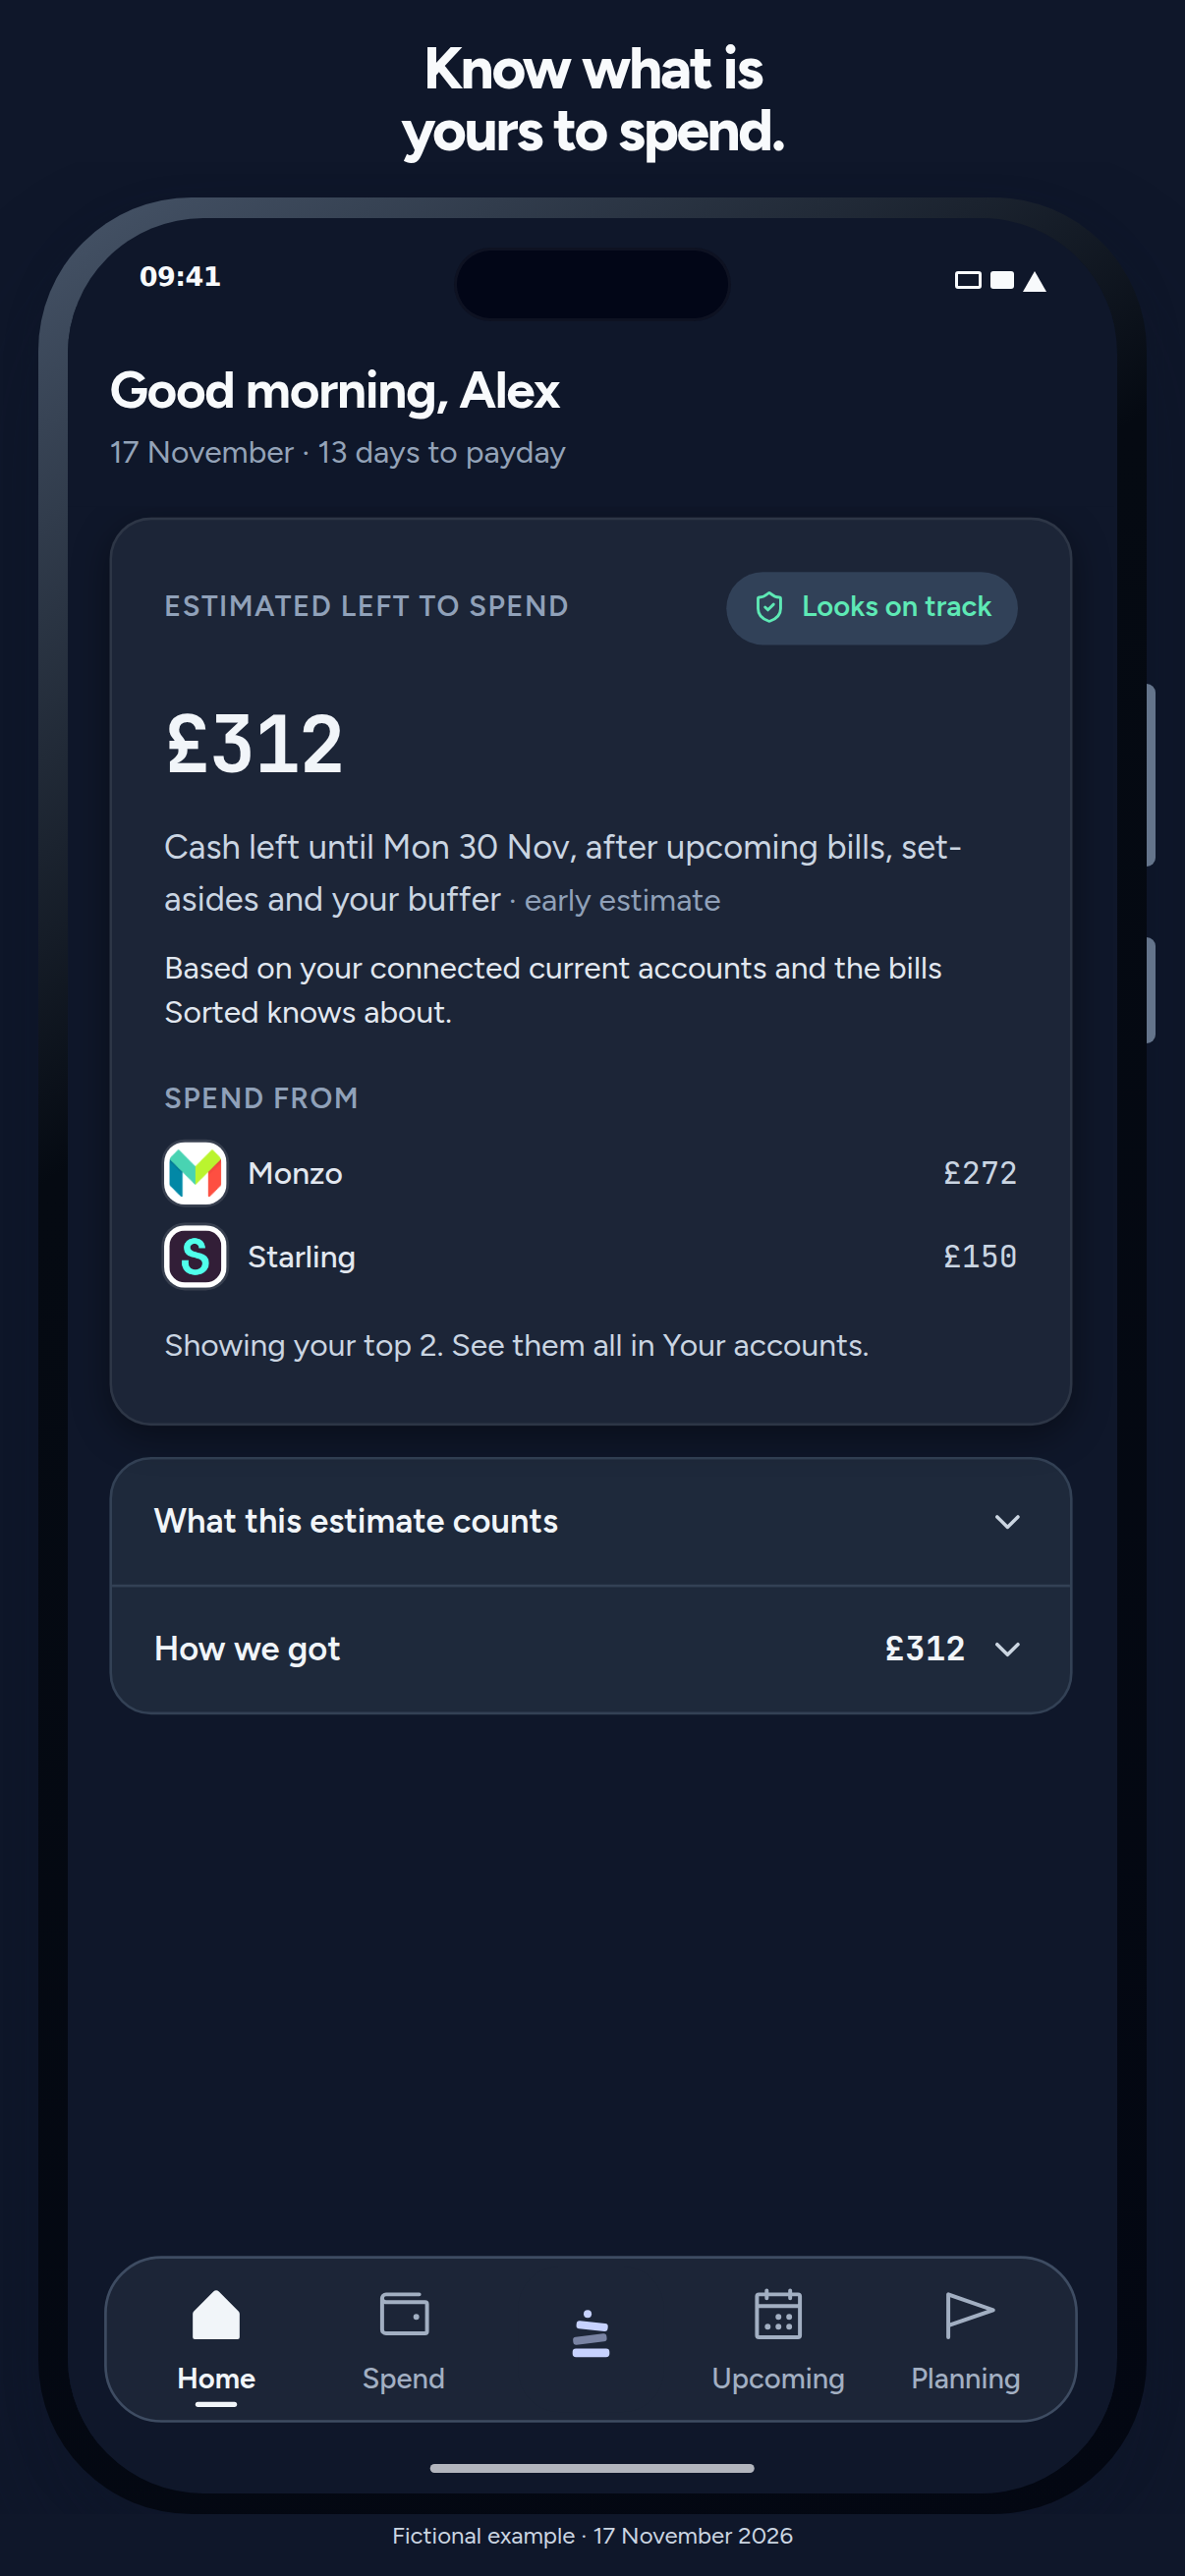 Know what is
yours to spend.
09:41
Good morning, Alex
17 November · 13 days to payday
ESTIMATED LEFT TO SPEND
Looks on track
£312
Cash left until Mon 30 Nov, after upcoming bills, set-
asides and your buffer · early estimate
Based on your connected current accounts and the bills
Sorted knows about.
SPEND FROM
Monzo £272
Starling £150
Showing your top 2. See them all in Your accounts.
What this estimate counts
How we got £312
Home Spend Upcoming Planning
Fictional example · 17 November 2026